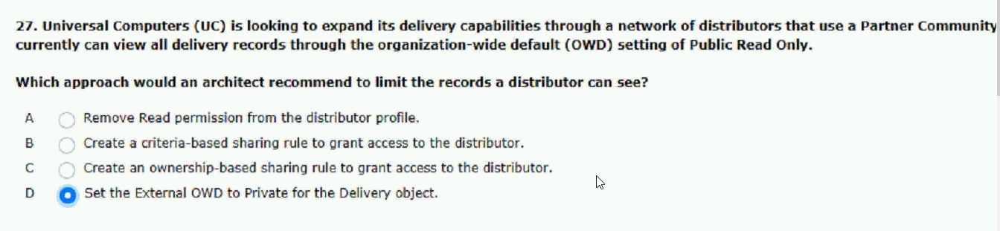 27. Universal Computers (UC) is looking to expand its delivery capabilities through a network of distributors that use a Partner Community
currently can view all delivery records through the organization-wide default (OWD) setting of Public Read Only.
Which approach would an architect recommend to limit the records a distributor can see?
A Remove Read permission from the distributor profile.
B Create a criteria-based sharing rule to grant access to the distributor.
C Create an ownership-based sharing rule to grant access to the distributor.
D Set the External OWD to Private for the Delivery object.